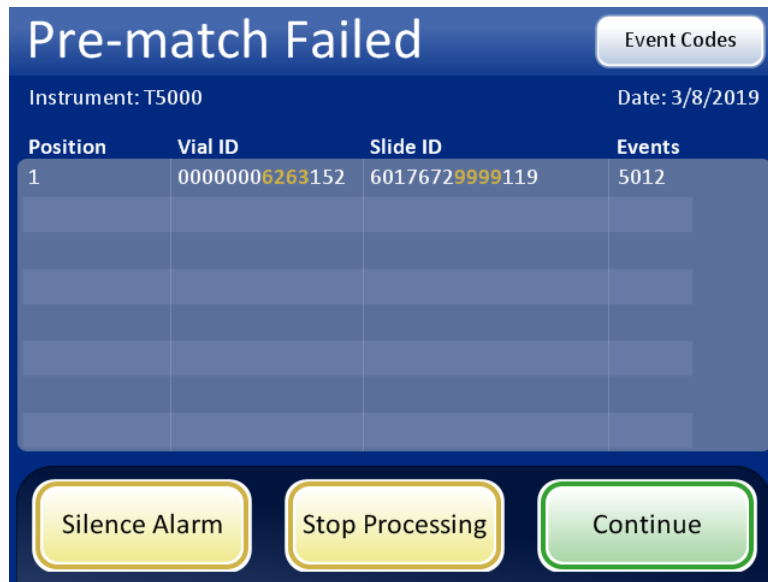 Pre-match Failed
Event Codes
Instrument: T5000
Date: 3/8/2019
Position Vial ID Slide ID Events
1 00000006263152 60176729999119 5012
Silence Alarm
Stop Processing
Continue